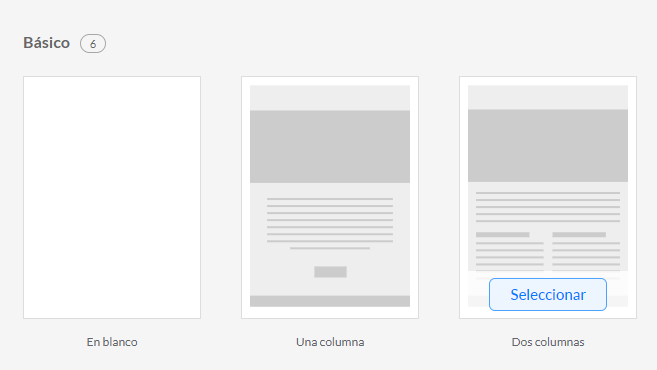 Básico 6
Seleccionar
En blanco
Una columna
Dos columnas